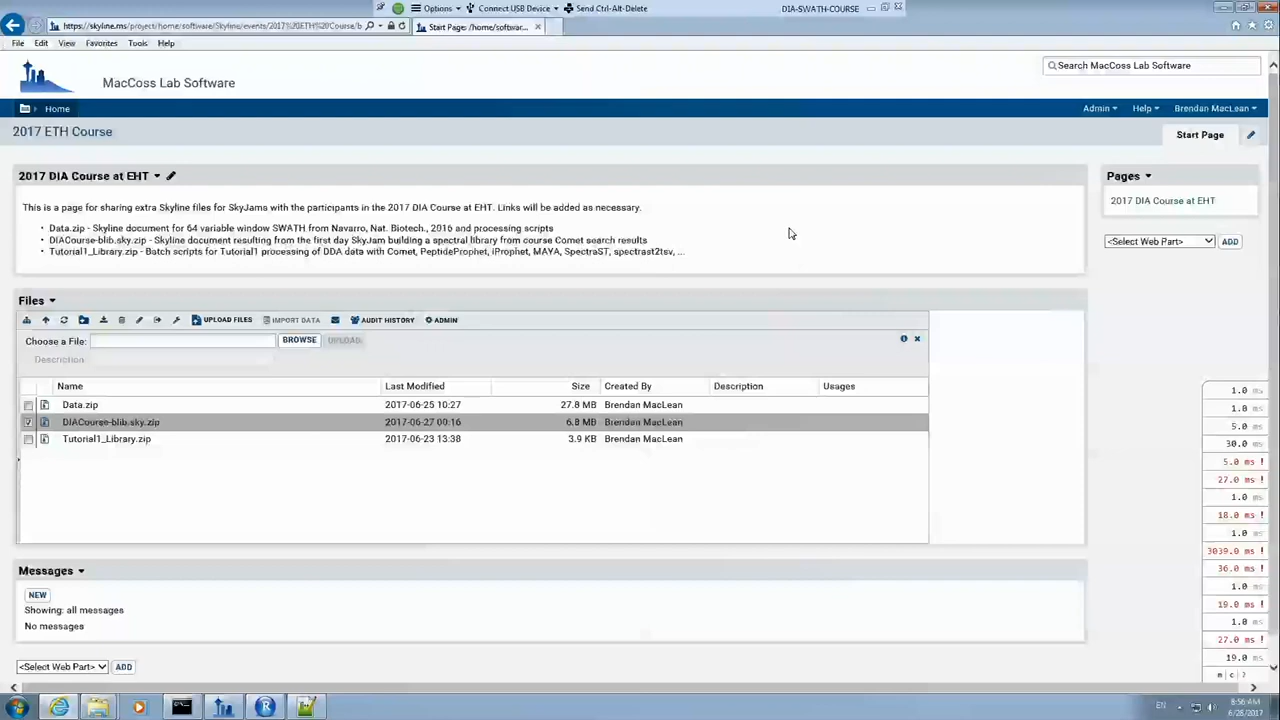 Options
Connect USB Device
Send Ctrl-Alt-Delete
DIA-SWATH-COURSE
https://skyline.ms/project/home/software/Skyline/events/2017%20ETH%20Course/b
Start Page: /home/softwar...
File Edit View Favorites Tools Help
MacCoss Lab Software
Search MacCoss Lab Software
Home
Admin
Help
Brendan MacLean
2017 ETH Course
Start Page
2017 DIA Course at EHT
This is a page for sharing extra Skyline files for SkyJams with the participants in the 2017 DIA Course at EHT. Links will be added as necessary.
• Data.zip - Skyline document for 64 variable window SWATH from Navarro, Nat. Biotech., 2016 and processing scripts
• DIACourse-blib.sky.zip - Skyline document resulting from the first day SkyJam building a spectral library from course Comet search results
• Tutorial1_Library.zip - Batch scripts for Tutorial1 processing of DDA data with Comet, PeptideProphet, iProphet, MAYA, SpectraST, spectrast2tsv, ...
Pages
2017 DIA Course at EHT
<Select Web Part> ADD
Files
UPLOAD FILES
IMPORT DATA
AUDIT HISTORY
ADMIN
Choose a File:
BROWSE
UPLOAD
Description
Name Last Modified Size Created By Description Usages
Data.zip 2017-06-25 10:27 27.8 MB Brendan MacLean
DIACourse-blib.sky.zip 2017-06-27 00:16 6.8 MB Brendan MacLean
Tutorial1_Library.zip 2017-06-23 13:38 3.9 KB Brendan MacLean
Messages
NEW
Showing: all messages
No messages
<Select Web Part> ADD
1.0 ms
1.0 ms
5.0 ms
30.0 ms
5.0 ms !
27.0 ms !
1.0 ms
18.0 ms !
1.0 ms
3039.0 ms !
36.0 ms !
1.0 ms
19.0 ms !
1.0 ms
27.0 ms !
19.0 ms
m c ?
EN
8:56 AM
6/28/2017